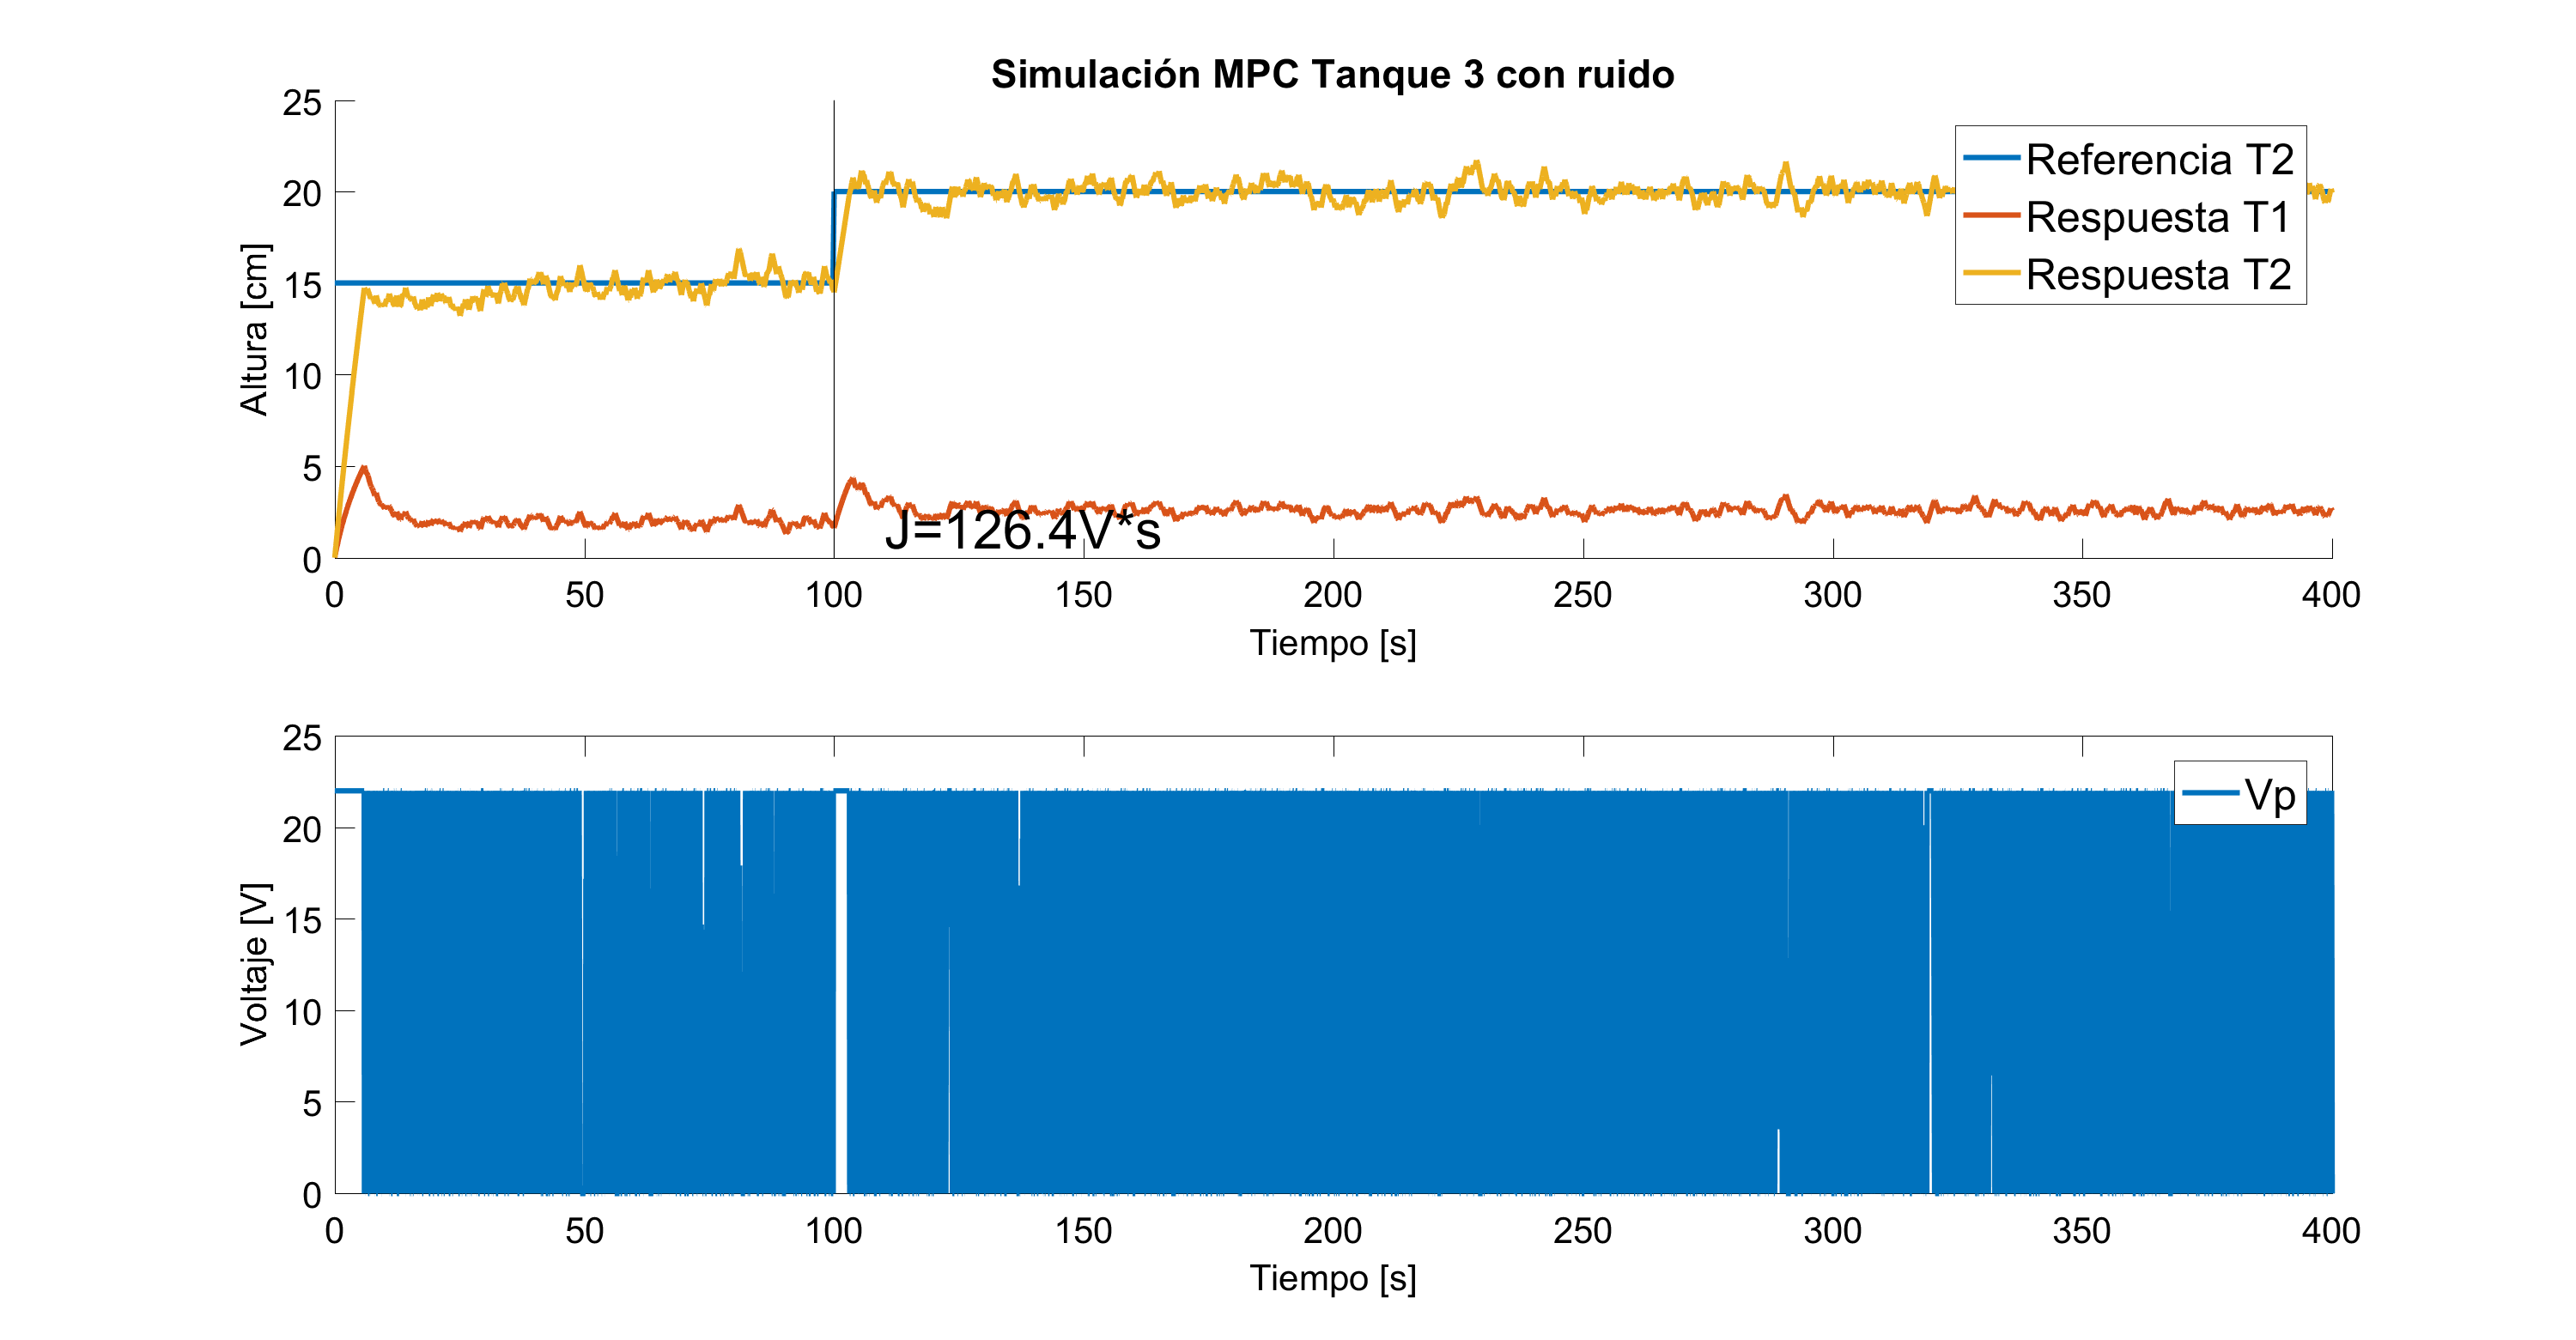 Simulación MPC Tanque 3 con ruido
25
20
15
10
5
0
Altura [cm]
Referencia T2
Respuesta T1
Respuesta T2
J=126.4V*s
0 50 100 150 200 250 300 350 400
Tiempo [s]
25
20
15
10
5
0
Voltaje [V]
Vp
0 50 100 150 200 250 300 350 400
Tiempo [s]